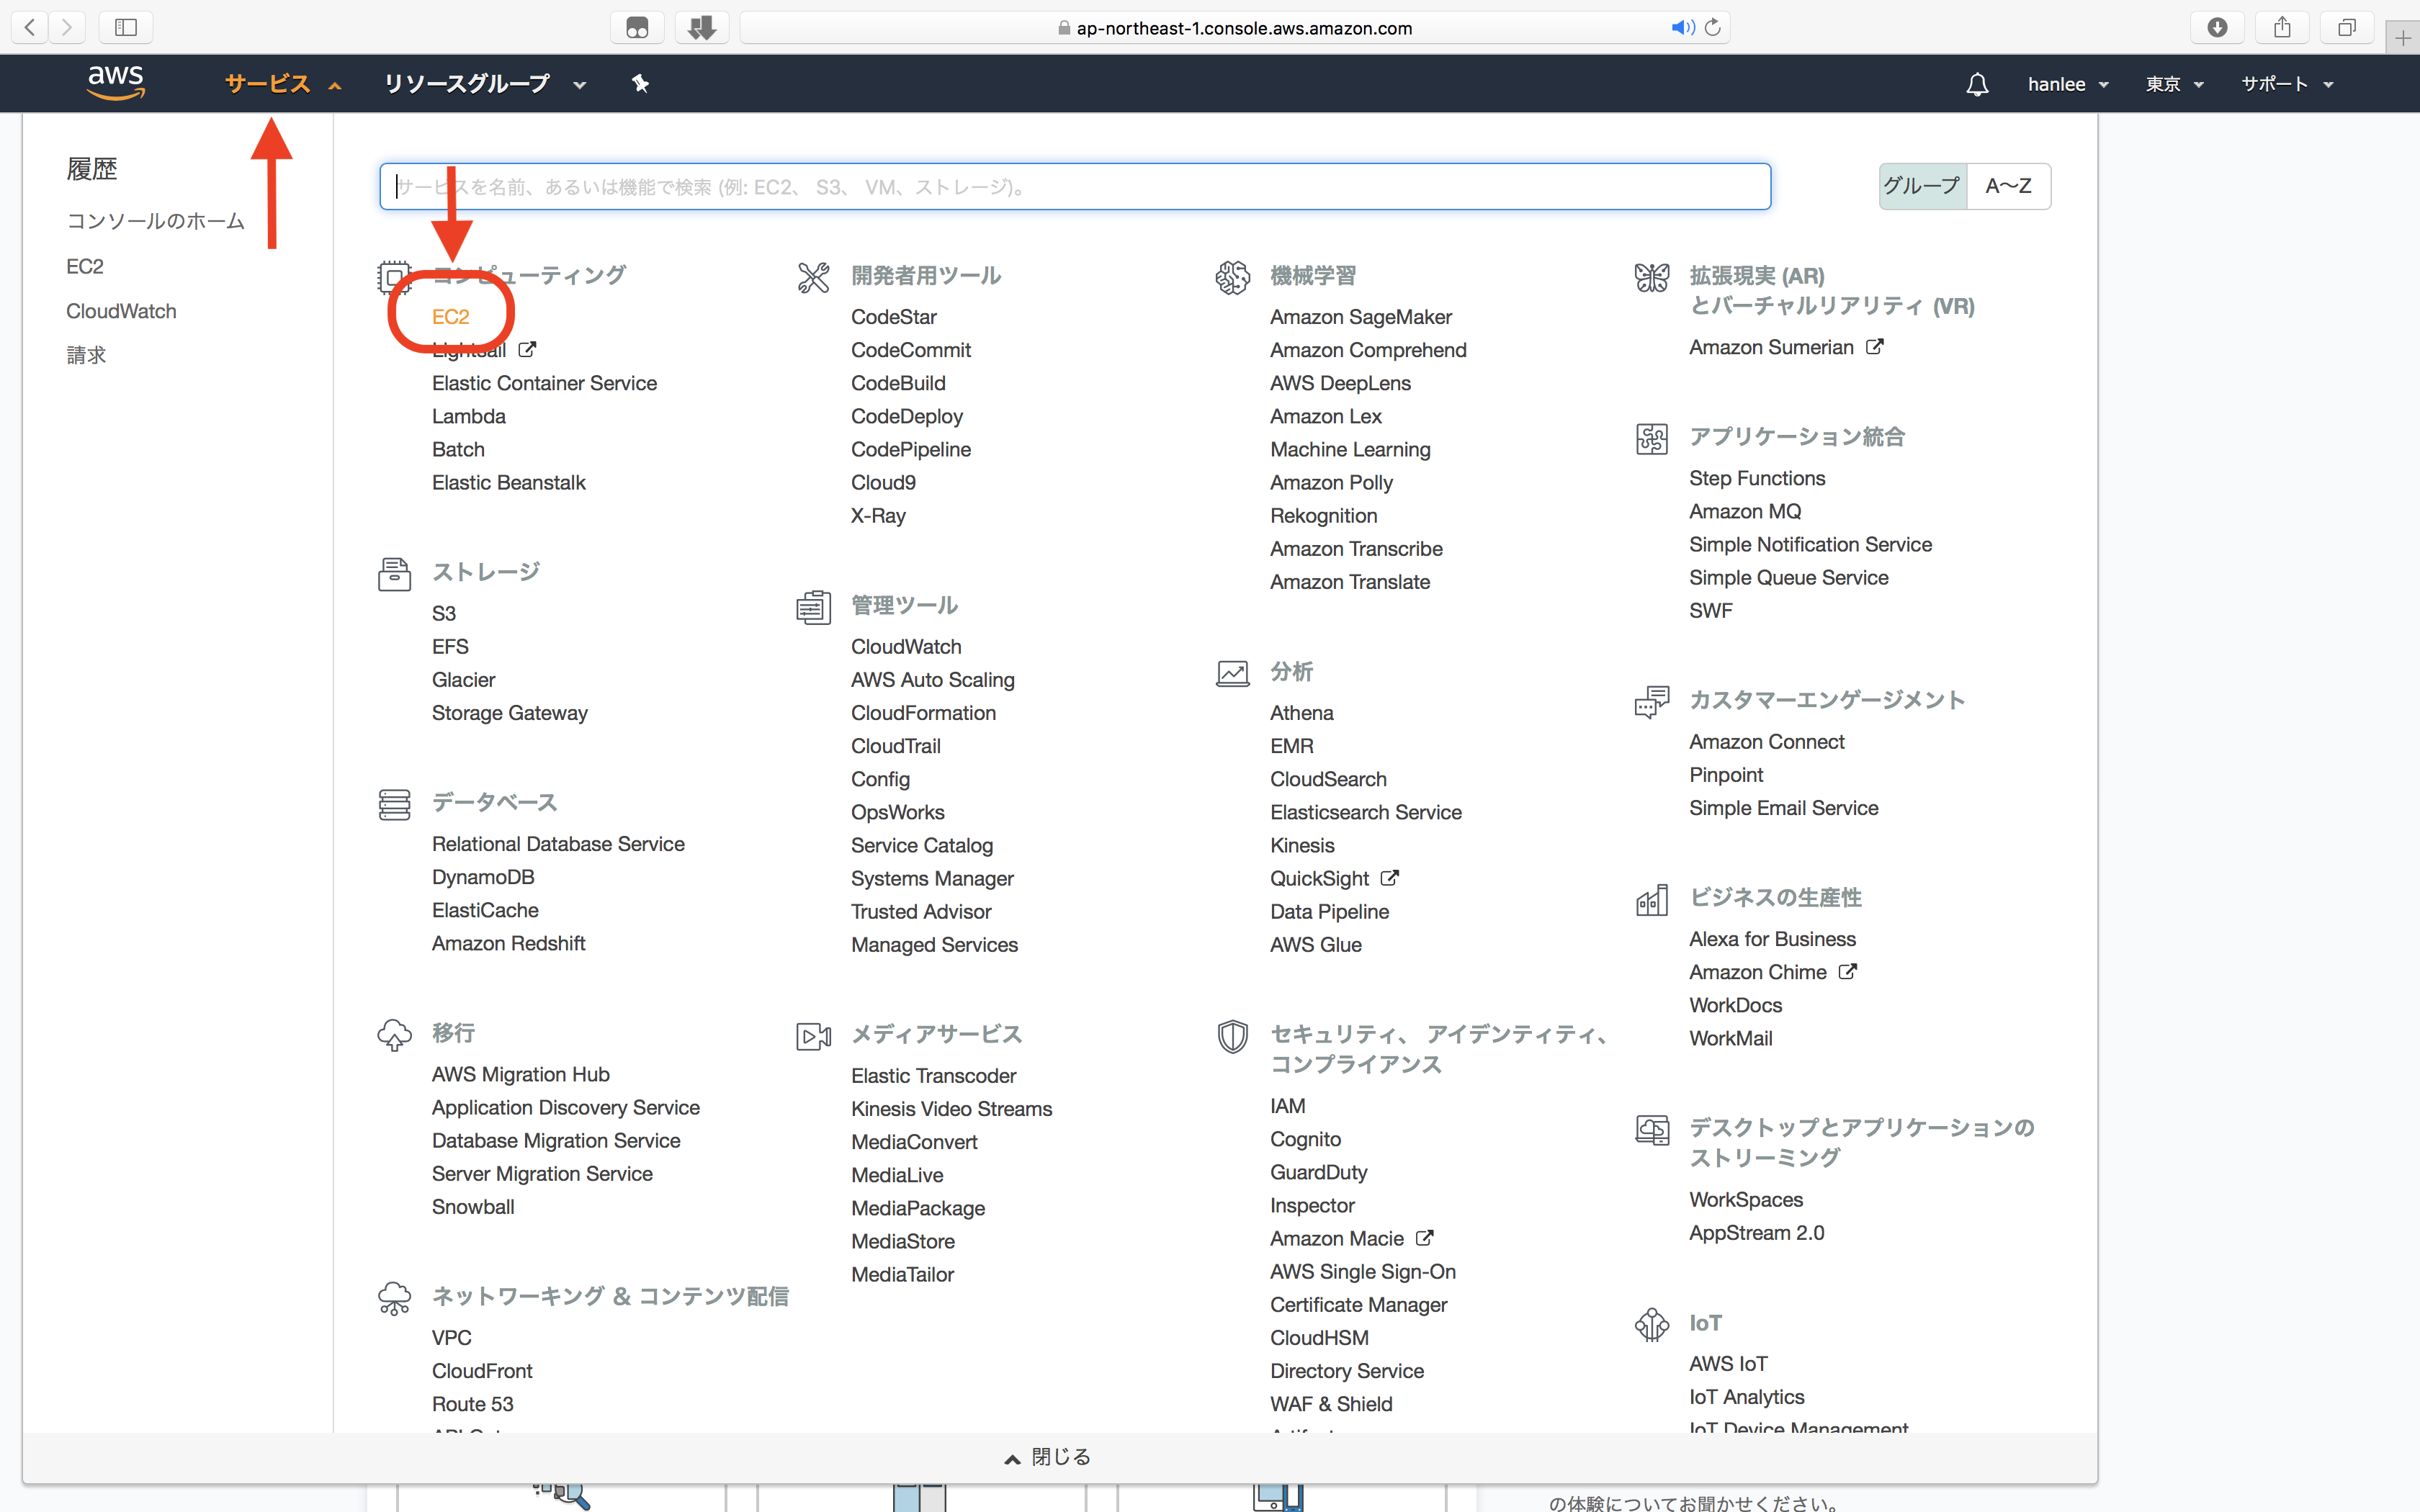 ap-northeast-1.console.aws.amazon.com
aws
サービス
リソースグループ
hanlee
東京
サポート
履歴
コンソールのホーム
EC2
CloudWatch
請求
サービスを名前、あるいは機能で検索 (例: EC2、 S3、 VM、ストレージ)。
グループ
A〜Z
コンピューティング
EC2
Lightsail
Elastic Container Service
Lambda
Batch
Elastic Beanstalk
ストレージ
S3
EFS
Glacier
Storage Gateway
データベース
Relational Database Service
DynamoDB
ElastiCache
Amazon Redshift
移行
AWS Migration Hub
Application Discovery Service
Database Migration Service
Server Migration Service
Snowball
ネットワーキング & コンテンツ配信
VPC
CloudFront
Route 53
開発者用ツール
CodeStar
CodeCommit
CodeBuild
CodeDeploy
CodePipeline
Cloud9
X-Ray
管理ツール
CloudWatch
AWS Auto Scaling
CloudFormation
CloudTrail
Config
OpsWorks
Service Catalog
Systems Manager
Trusted Advisor
Managed Services
メディアサービス
Elastic Transcoder
Kinesis Video Streams
MediaConvert
MediaLive
MediaPackage
MediaStore
MediaTailor
機械学習
Amazon SageMaker
Amazon Comprehend
AWS DeepLens
Amazon Lex
Machine Learning
Amazon Polly
Rekognition
Amazon Transcribe
Amazon Translate
分析
Athena
EMR
CloudSearch
Elasticsearch Service
Kinesis
QuickSight
Data Pipeline
AWS Glue
セキュリティ、 アイデンティティ、
コンプライアンス
IAM
Cognito
GuardDuty
Inspector
Amazon Macie
AWS Single Sign-On
Certificate Manager
CloudHSM
Directory Service
WAF & Shield
拡張現実 (AR)
とバーチャルリアリティ (VR)
Amazon Sumerian
アプリケーション統合
Step Functions
Amazon MQ
Simple Notification Service
Simple Queue Service
SWF
カスタマーエンゲージメント
Amazon Connect
Pinpoint
Simple Email Service
ビジネスの生産性
Alexa for Business
Amazon Chime
WorkDocs
WorkMail
デスクトップとアプリケーションの
ストリーミング
WorkSpaces
AppStream 2.0
IoT
AWS IoT
IoT Analytics
IoT Device Management
閉じる
の体験についてお聞かせください。